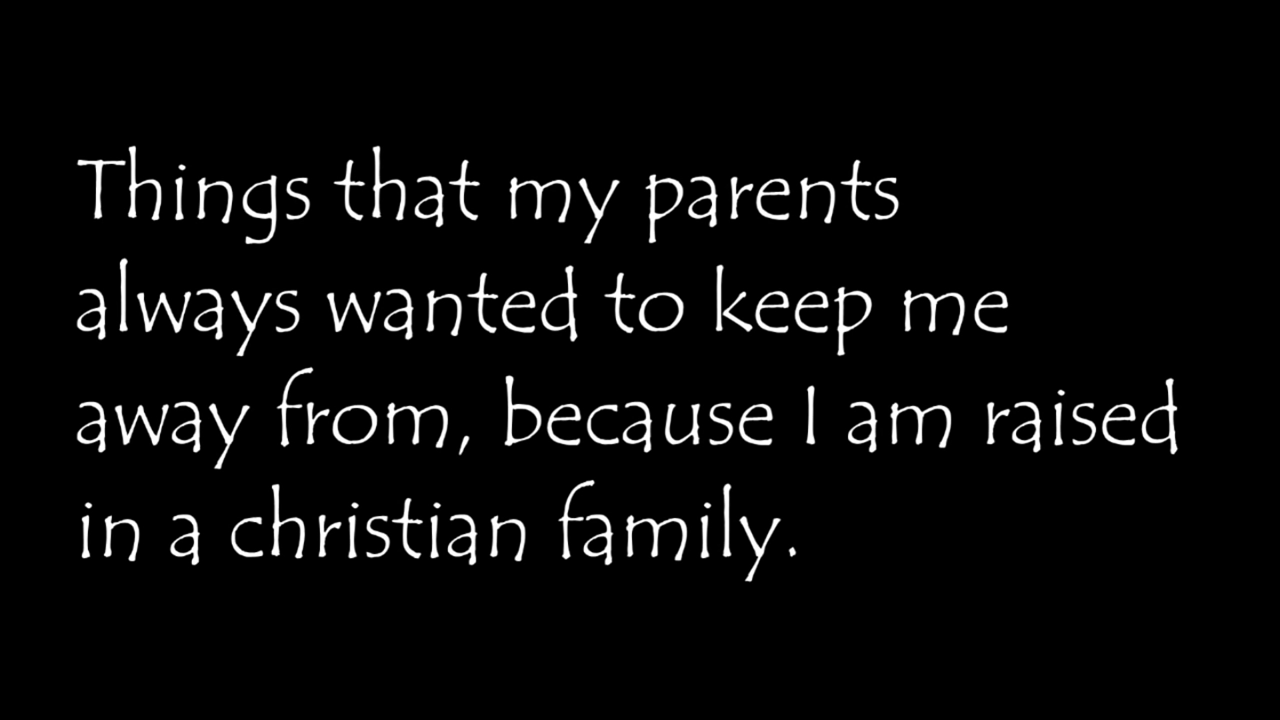 Things that my parents
always wanted to keep me
away from, because I am raised
in a christian family.